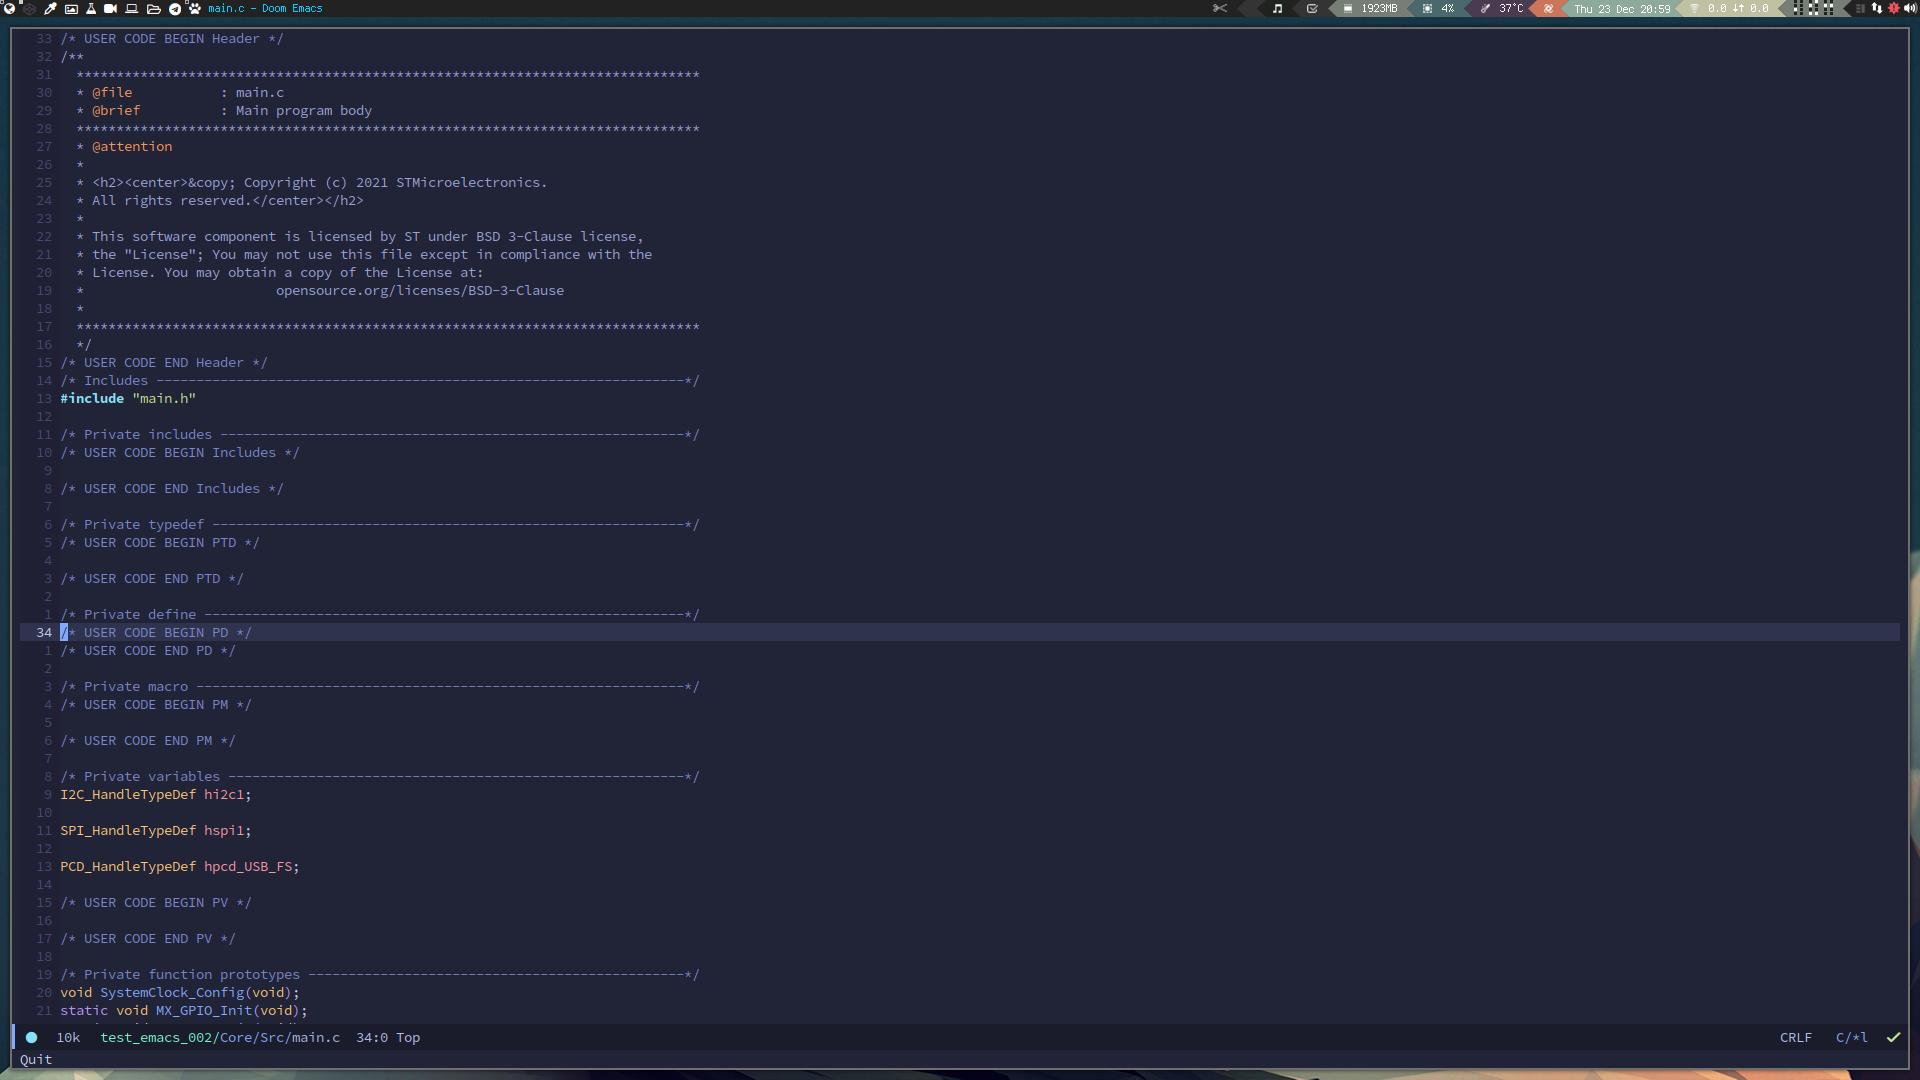 main.c - Doom Emacs 1923MB 4% 37°C Thu 23 Dec 20:59 0.0 ↓↑ 0.0
33 /* USER CODE BEGIN Header */
32 /**
31   ******************************************************************************
30   * @file           : main.c
29   * @brief          : Main program body
28   ******************************************************************************
27   * @attention
26   *
25   * <h2><center>&copy; Copyright (c) 2021 STMicroelectronics.
24   * All rights reserved.</center></h2>
23   *
22   * This software component is licensed by ST under BSD 3-Clause license,
21   * the "License"; You may not use this file except in compliance with the
20   * License. You may obtain a copy of the License at:
19   *                        opensource.org/licenses/BSD-3-Clause
18   *
17   ******************************************************************************
16   */
15 /* USER CODE END Header */
14 /* Includes ------------------------------------------------------------------*/
13 #include "main.h"
12
11 /* Private includes ----------------------------------------------------------*/
10 /* USER CODE BEGIN Includes */
9
8 /* USER CODE END Includes */
7
6 /* Private typedef -----------------------------------------------------------*/
5 /* USER CODE BEGIN PTD */
4
3 /* USER CODE END PTD */
2
1 /* Private define ------------------------------------------------------------*/
34 /* USER CODE BEGIN PD */
1 /* USER CODE END PD */
2
3 /* Private macro -------------------------------------------------------------*/
4 /* USER CODE BEGIN PM */
5
6 /* USER CODE END PM */
7
8 /* Private variables ---------------------------------------------------------*/
9 I2C_HandleTypeDef hi2c1;
10
11 SPI_HandleTypeDef hspi1;
12
13 PCD_HandleTypeDef hpcd_USB_FS;
14
15 /* USER CODE BEGIN PV */
16
17 /* USER CODE END PV */
18
19 /* Private function prototypes -----------------------------------------------*/
20 void SystemClock_Config(void);
21 static void MX_GPIO_Init(void);
10k test_emacs_002/Core/Src/main.c 34:0 Top CRLF C/*l
Quit